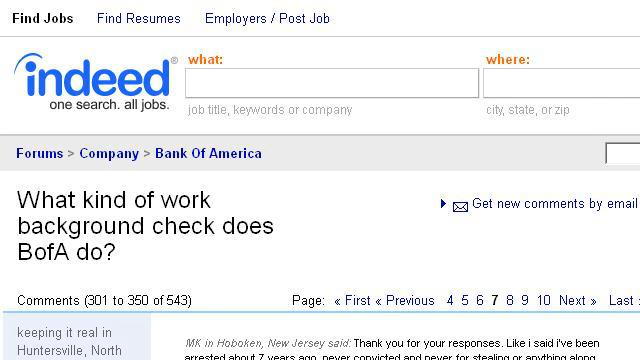 Find Jobs Find Resumes Employers / Post Job
indeed®
one search. all jobs.
what: where:
job title, keywords or company city, state, or zip
Forums > Company > Bank Of America
What kind of work
background check does
BofA do?
Get new comments by email
Comments (301 to 350 of 543) Page: « First « Previous 4 5 6 7 8 9 10 Next » Last
keeping it real in
Huntersville, North
MK in Hoboken, New Jersey said: Thank you for your responses. Like i said i've been
arrested about 7 years ago, never convicted and never for stealing or anything along